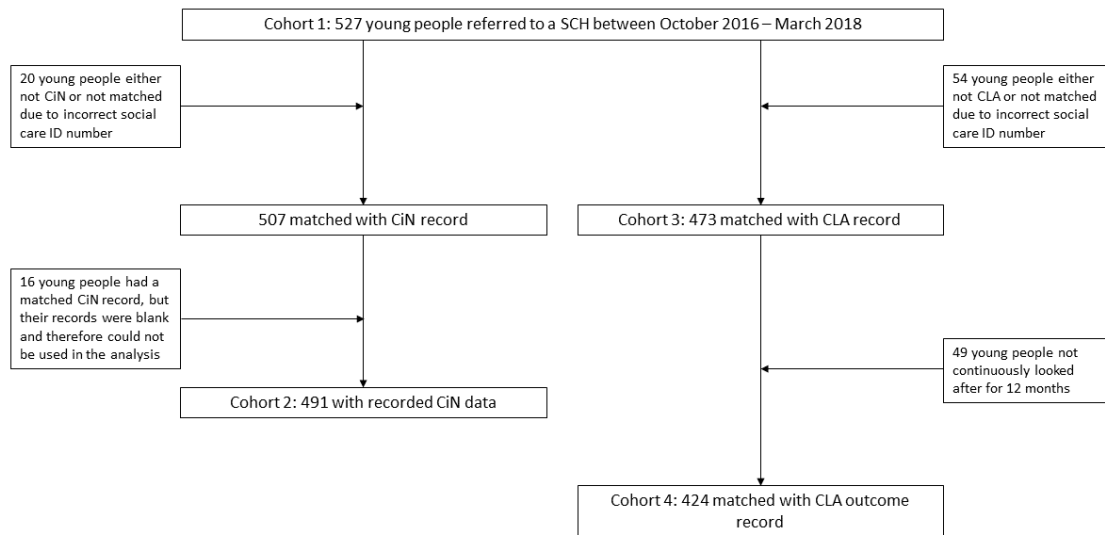 Cohort 1: 527 young people referred to a SCH between October 2016 – March 2018
20 young people either
not CiN or not matched
due to incorrect social
care ID number
54 young people either
not CLA or not matched
due to incorrect social
care ID number
507 matched with CiN record
Cohort 3: 473 matched with CLA record
16 young people had a
matched CiN record, but
their records were blank
and therefore could not
be used in the analysis
49 young people not
continuously looked
after for 12 months
Cohort 2: 491 with recorded CiN data
Cohort 4: 424 matched with CLA outcome
record